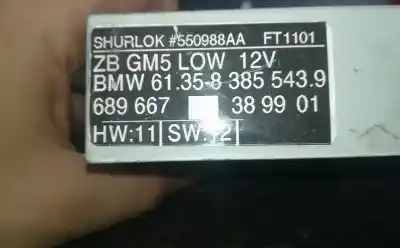 SHURLOK #550988AA FT1101
ZB GM5 LOW 12V
BMW 61.35-8 385 543.9
689 667 38 99 01
HW:11 SW:12